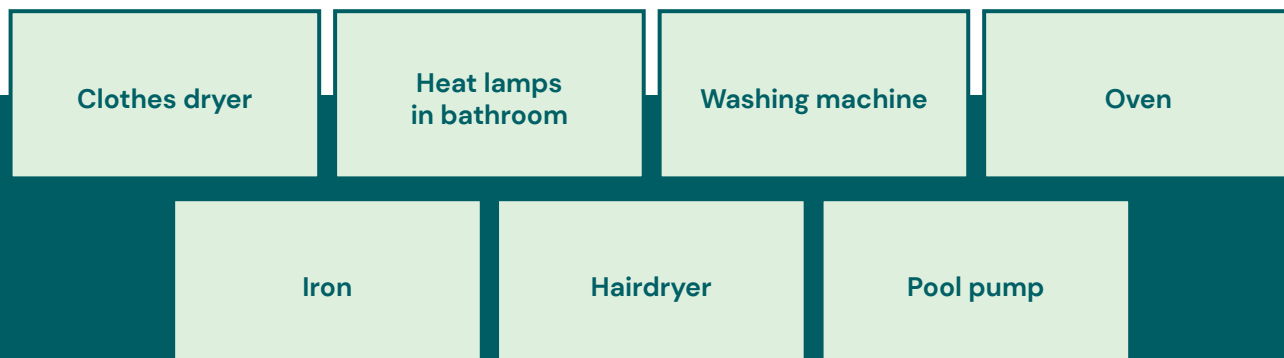 Clothes dryer
Heat lamps
in bathroom
Washing machine
Oven
Iron
Hairdryer
Pool pump